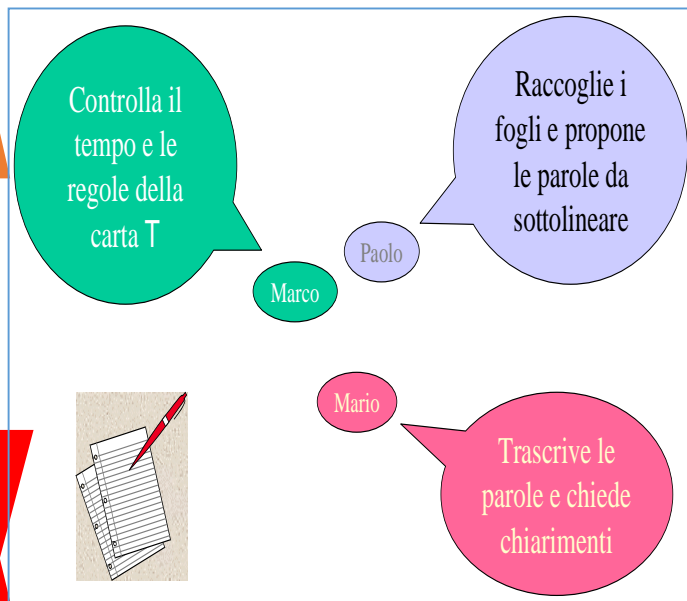 Controlla il
tempo e le
regole della
carta T
Raccoglie i
fogli e propone
le parole da
sottolineare
Paolo
Marco
Mario
Trascrive le
parole e chiede
chiarimenti